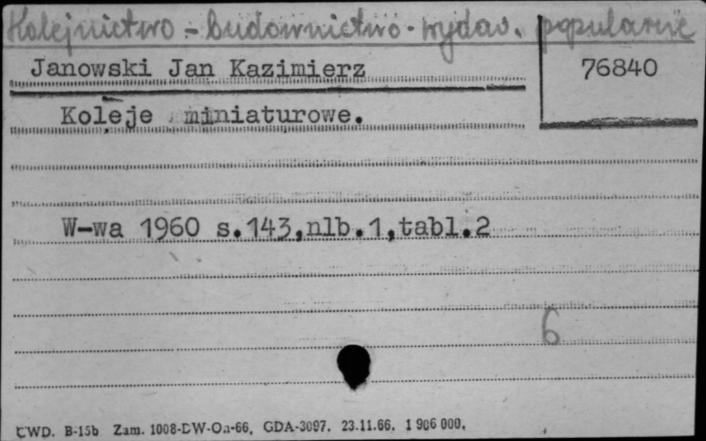 Kolejnictwo - budownictwo - wydaw. popularne
Janowski Jan Kazimierz
76840
Koleje miniaturowe.
W-wa 1960 s.143,nlb.1,tabl.2
6
CWD. B-15b Zam. 1008-DW-Oa-66, GDA-3097. 23.11.66. 1 906 000.